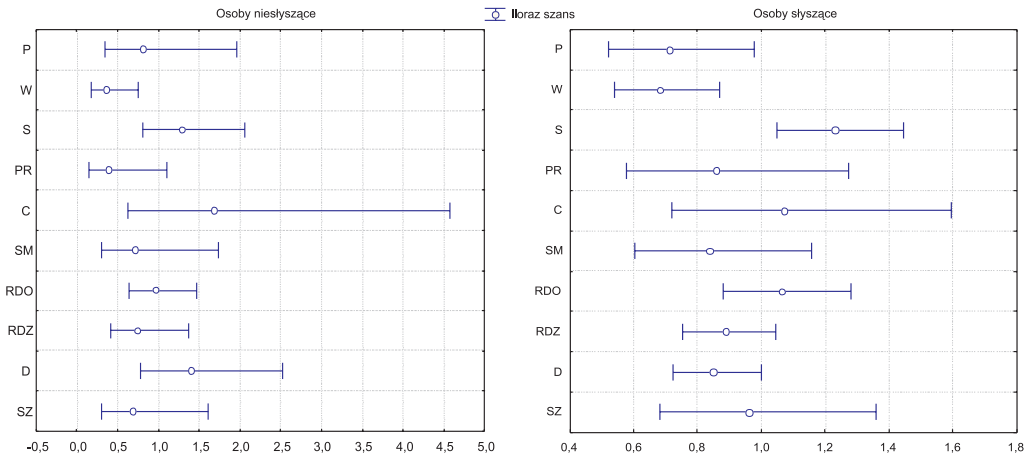 Osoby niesłyszące
Iloraz szans
Osoby słyszące
P
W
S
PR
C
SM
RDO
RDZ
D
SZ
-0,5 0,0 0,5 1,0 1,5 2,0 2,5 3,0 3,5 4,0 4,5 5,0
P
W
S
PR
C
SM
RDO
RDZ
D
SZ
0,4 0,6 0,8 1,0 1,2 1,4 1,6 1,8